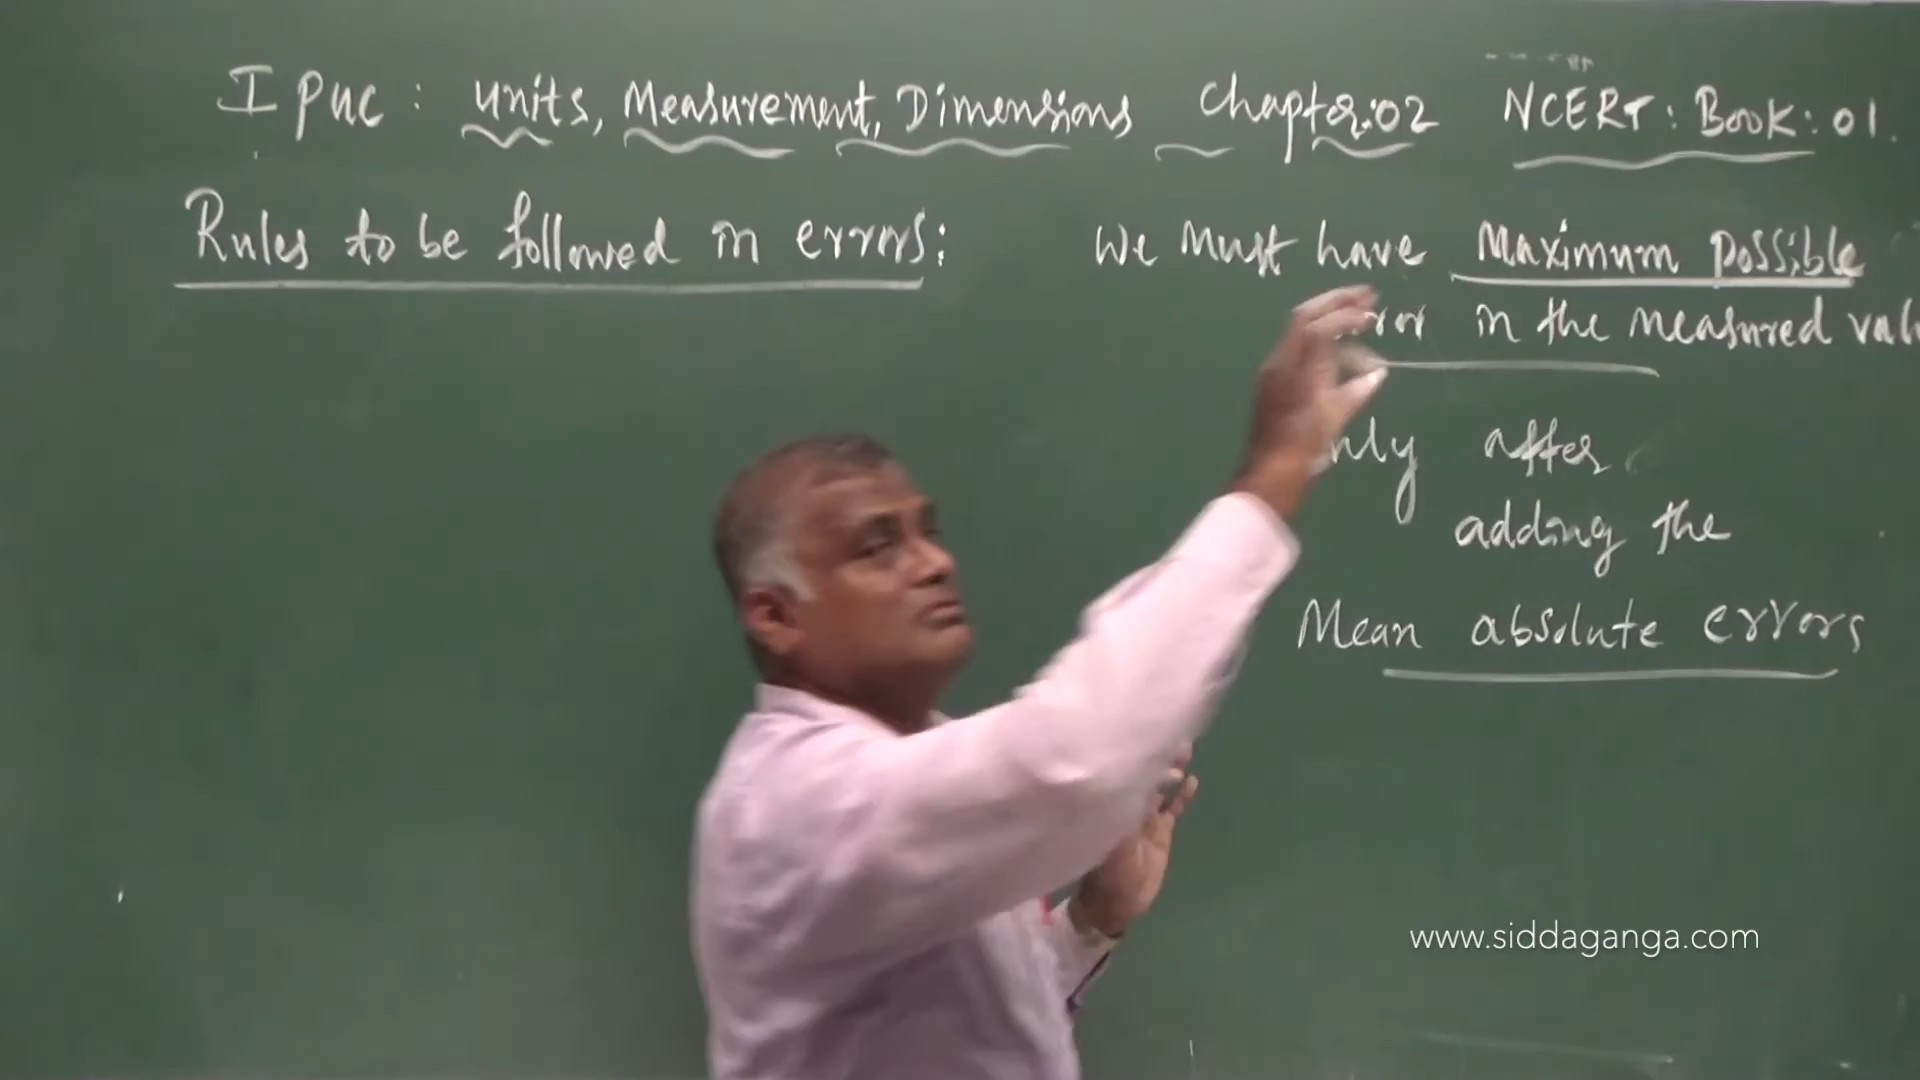 I PUC : Units, Measurement, Dimensions Chapter:02 NCERT : Book : 01.
Rules to be followed in errors:
We must have Maximum possible
in the measured
after
adding the
Mean absolute errors
www.siddaganga.com